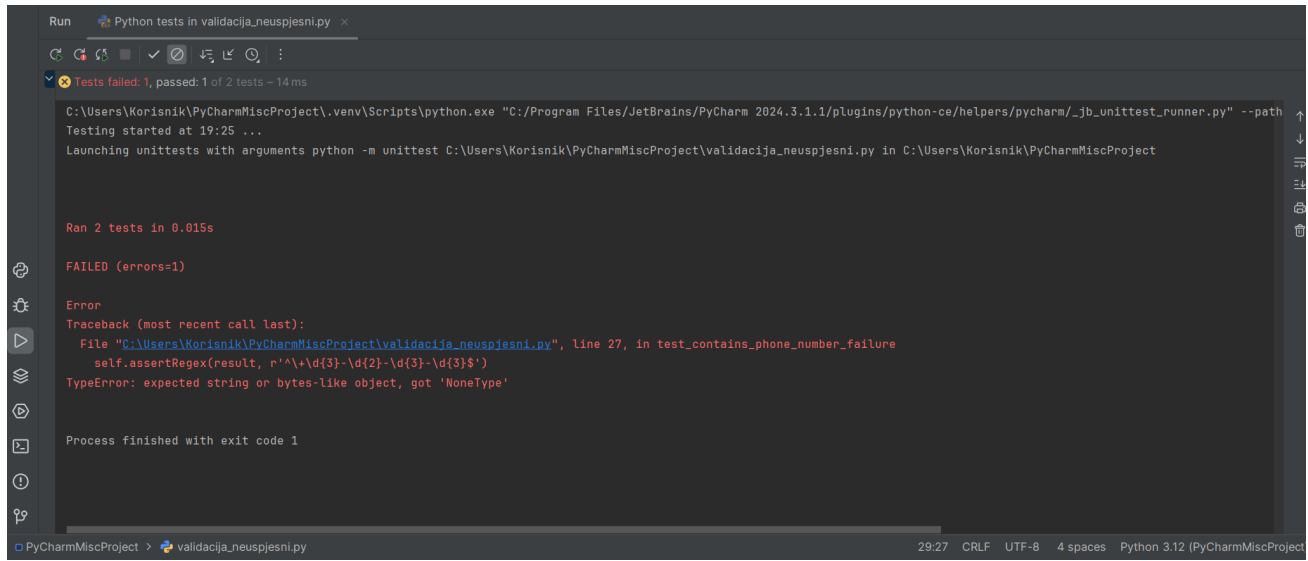 Run Python tests in validacija_neuspjesni.py ×
Tests failed: 1, passed: 1 of 2 tests – 14 ms
C:\Users\Korisnik\PyCharmMiscProject\.venv\Scripts\python.exe "C:/Program Files/JetBrains/PyCharm 2024.3.1.1/plugins/python-ce/helpers/pycharm/_jb_unittest_runner.py" --path
Testing started at 19:25 ...
Launching unittests with arguments python -m unittest C:\Users\Korisnik\PyCharmMiscProject\validacija_neuspjesni.py in C:\Users\Korisnik\PyCharmMiscProject
Ran 2 tests in 0.015s
FAILED (errors=1)
Error
Traceback (most recent call last):
File "C:\Users\Korisnik\PyCharmMiscProject\validacija_neuspjesni.py", line 27, in test_contains_phone_number_failure
self.assertRegex(result, r'^\+\d{3}-\d{2}-\d{3}-\d{3}$')
TypeError: expected string or bytes-like object, got 'NoneType'
Process finished with exit code 1
PyCharmMiscProject > validacija_neuspjesni.py 29:27 CRLF UTF-8 4 spaces Python 3.12 (PyCharmMiscProject)